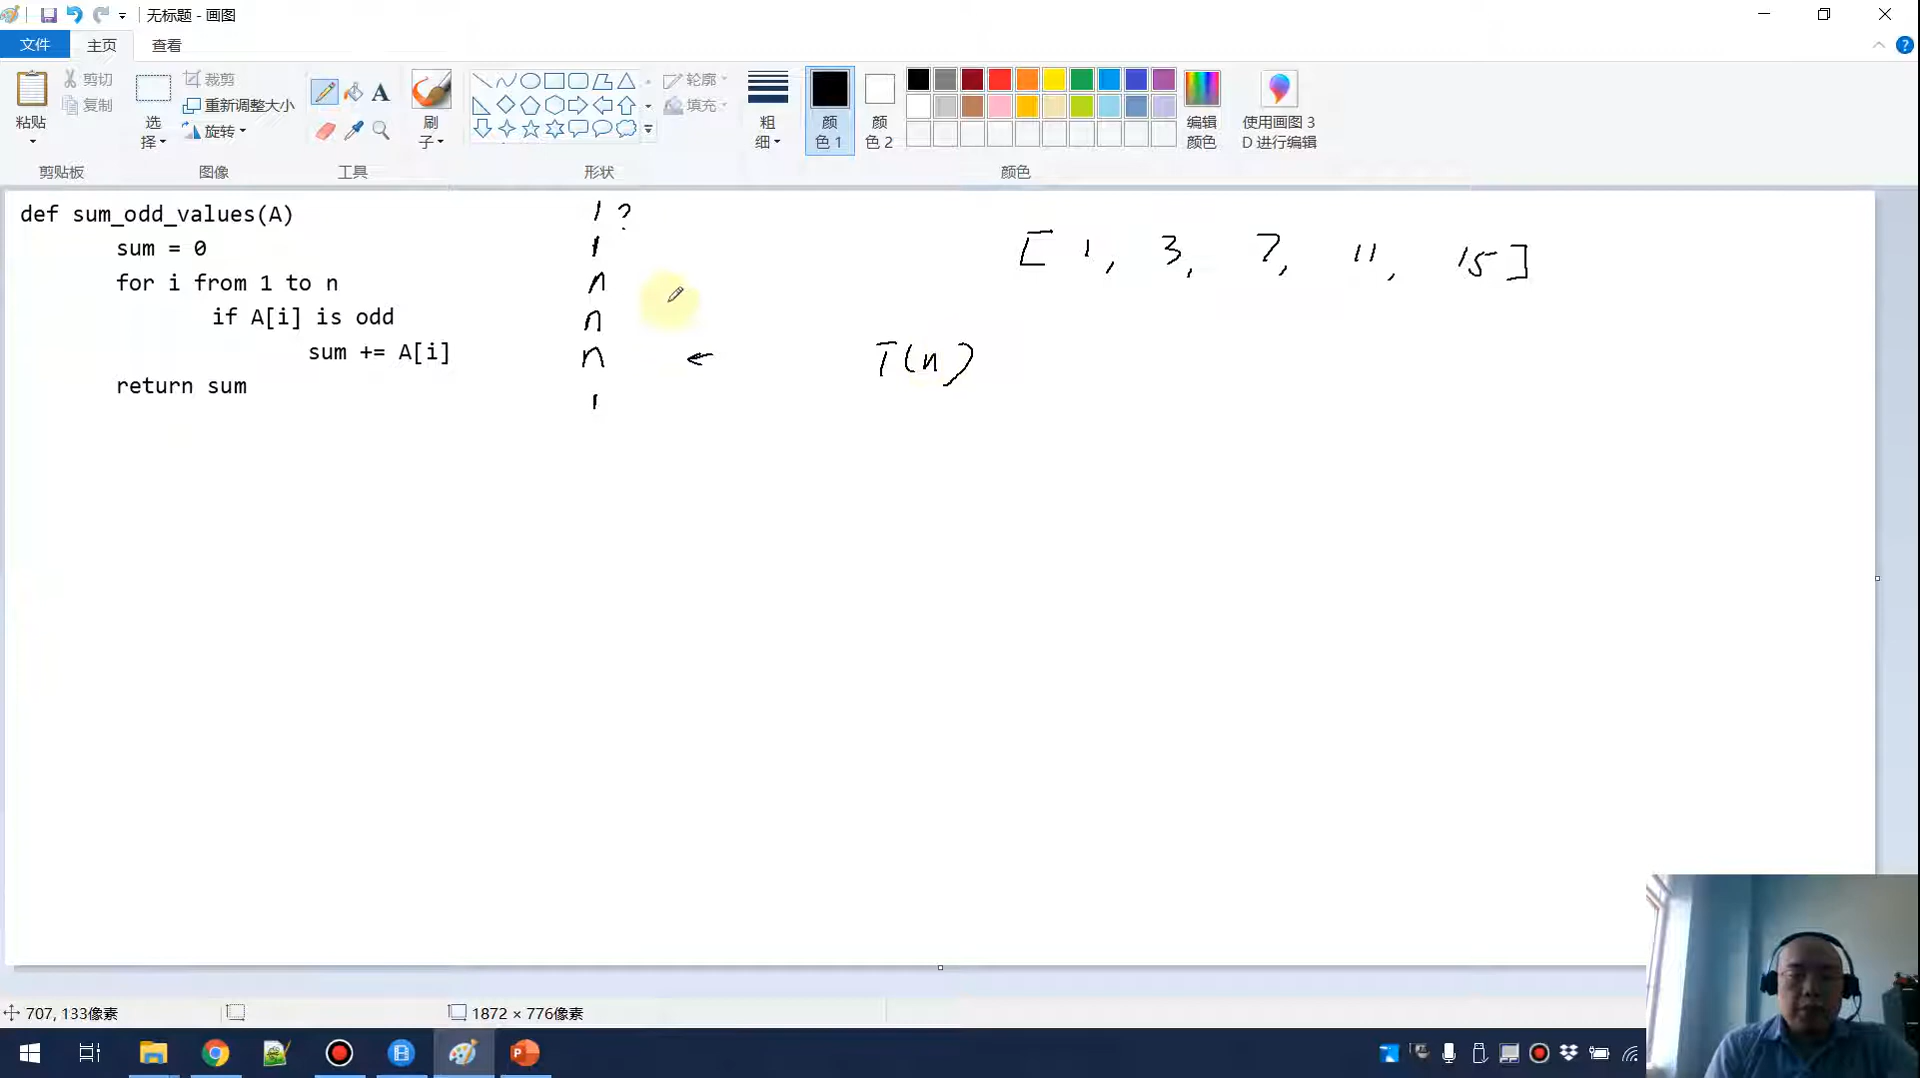 无标题 - 画图
文件 主页 查看
粘贴
剪切
复制
剪贴板
选择
裁剪
重新调整大小
旋转
图像
A
工具
刷子
形状
轮廓
填充
粗细
颜色 1
颜色 2
编辑颜色
使用画图 3D 进行编辑
颜色
def sum_odd_values(A) 1 ?
sum = 0 1
for i from 1 to n n
if A[i] is odd n
sum += A[i] n ←
return sum 1
[ 1, 3, 7, 11, 15 ]
T(n)
707, 133像素
1872 × 776像素